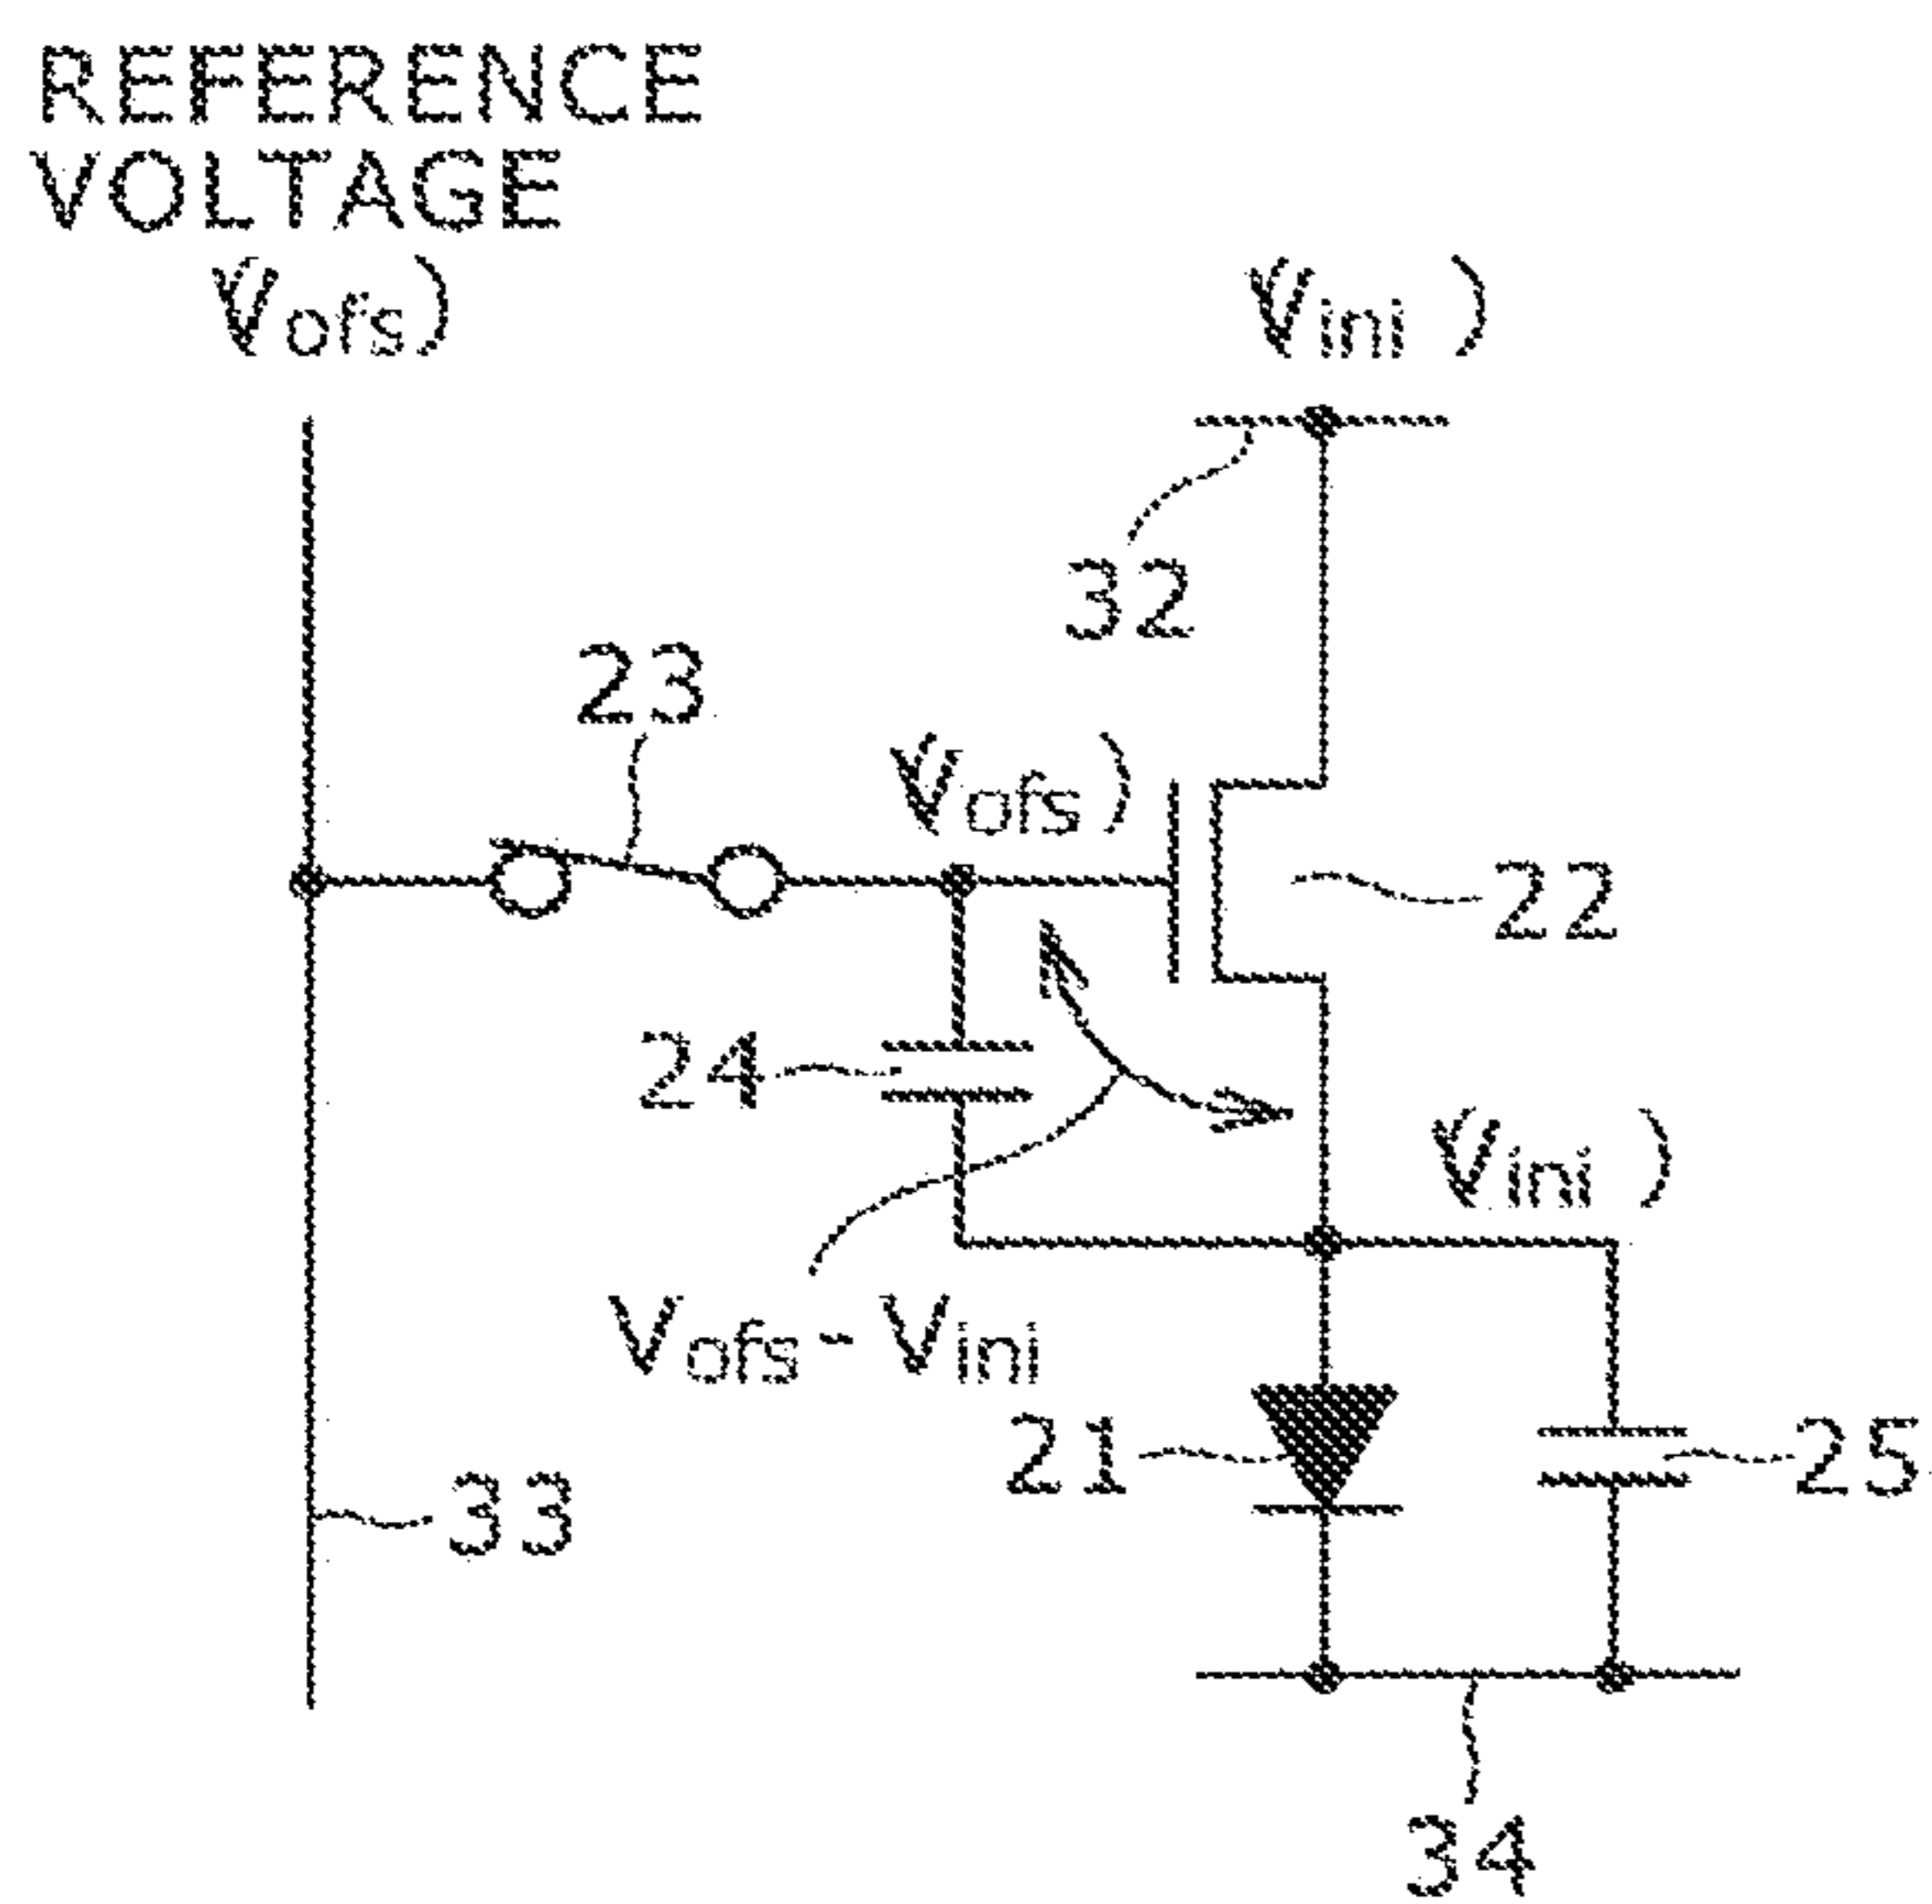 REFERENCE
VOLTAGE
(Vofs)
(Vini)
32
23
(Vofs)
22
24
(Vini)
Vofs - Vini
21
25
33
34